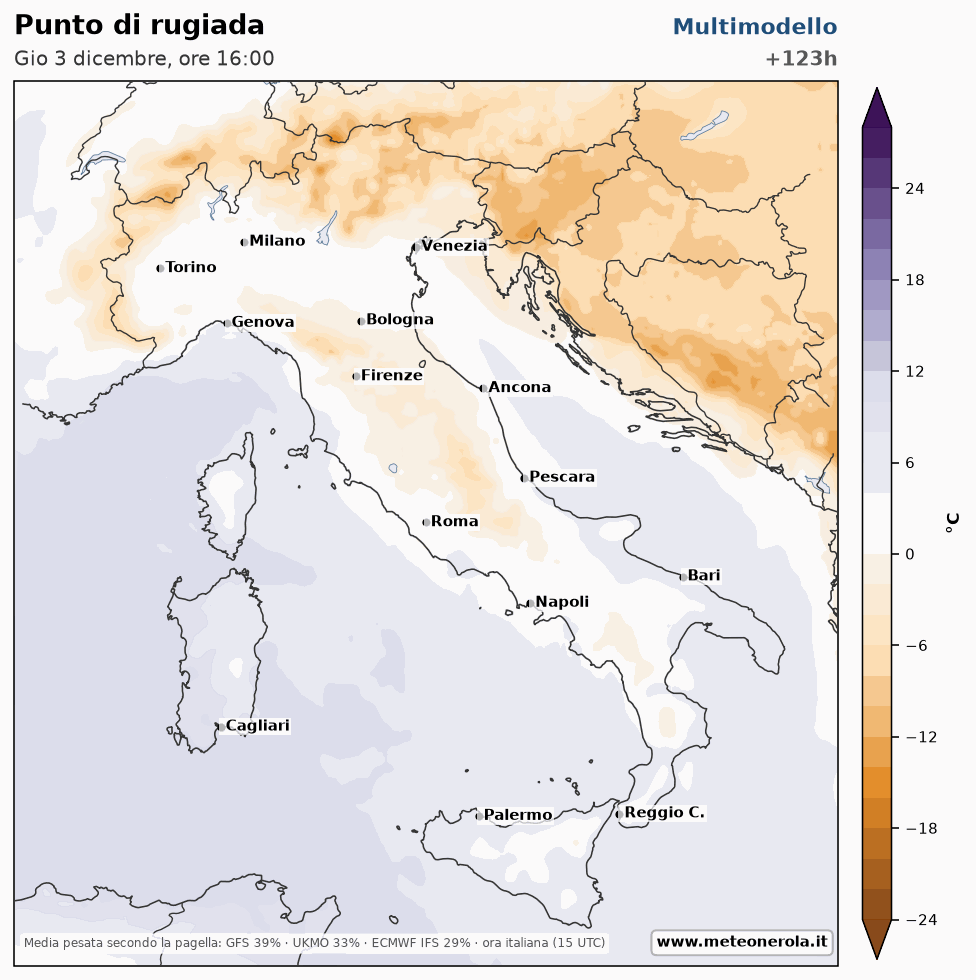 Punto di rugiada
Multimodello
Gio 3 dicembre, ore 16:00
+123h
Milano
Venezia
Torino
Genova
Bologna
Firenze
Ancona
Pescara
Roma
Bari
Napoli
Cagliari
Palermo
Reggio C.
24
18
12
6
0
−6
−12
−18
−24
°C
Media pesata secondo la pagella: GFS 39% · UKMO 33% · ECMWF IFS 29% · ora italiana (15 UTC)
www.meteonerola.it